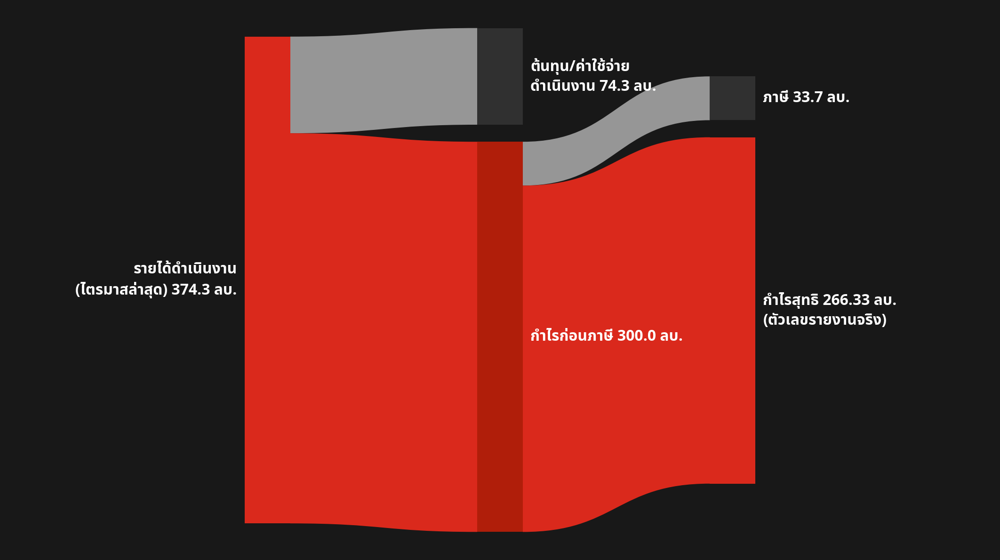 ต้นทุน/ค่าใช้จ่าย
ดำเนินงาน 74.3 ลบ.
ภาษี 33.7 ลบ.
รายได้ดำเนินงาน
(ไตรมาสล่าสุด) 374.3 ลบ.
กำไรสุทธิ 266.33 ลบ.
(ตัวเลขรายงานจริง)
กำไรก่อนภาษี 300.0 ลบ.